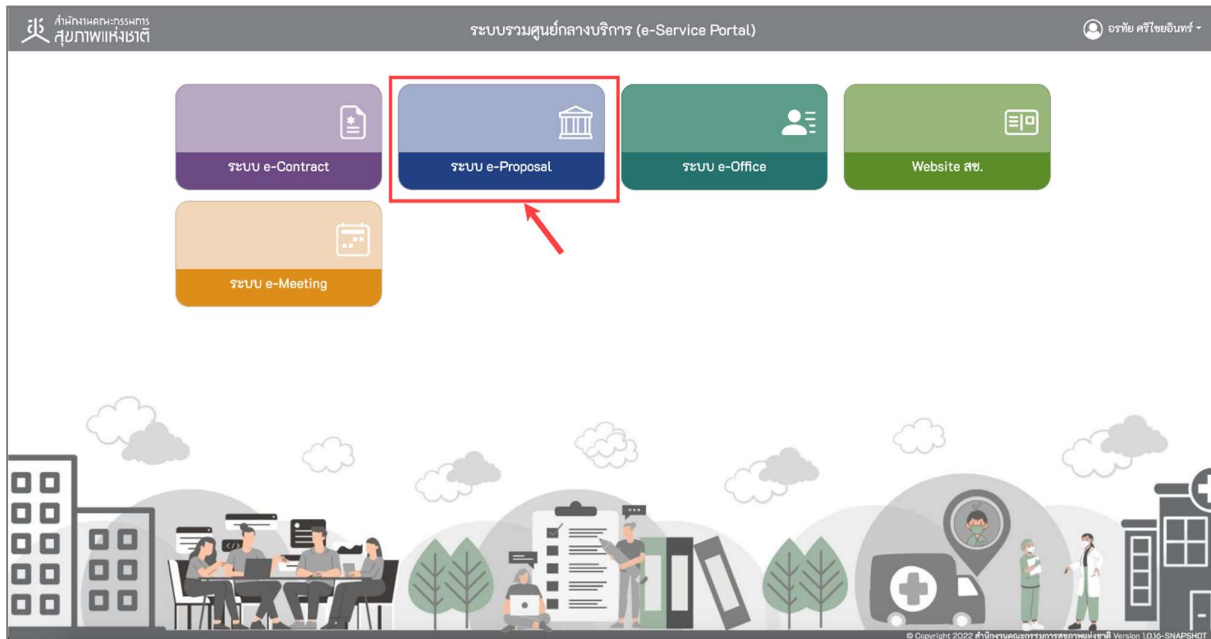 สำนักงานคณะกรรมการ
สุขภาพแห่งชาติ
ระบบรวมศูนย์กลางบริการ (e-Service Portal)
อรทัย ศรีไชยอินทร์
ระบบ e-Contract
ระบบ e-Proposal
ระบบ e-Office
Website สช.
ระบบ e-Meeting
© Copyright 2022 สำนักงานคณะกรรมการสุขภาพแห่งชาติ Version 1.0.16-SNAPSHOT